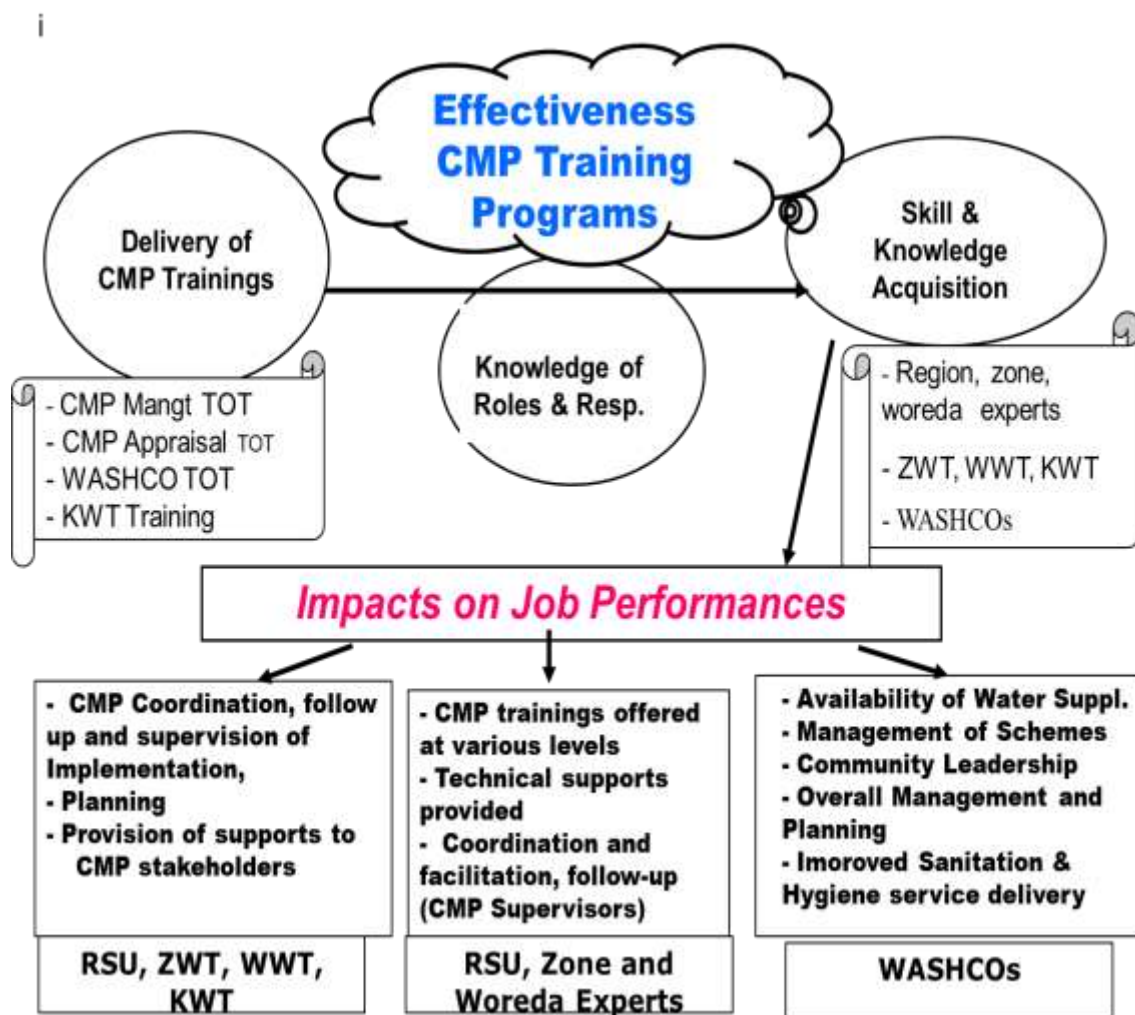 i
Effectiveness
CMP Training
Programs
Delivery of
CMP Trainings
Skill &
Knowledge
Acquisition
Knowledge of
Roles & Resp.
- CMP Mangt TOT
- CMP Appraisal TOT
- WASHCO TOT
- KWT Training
- Region, zone,
woreda experts
- ZWT, WWT, KWT
- WASHCOs
Impacts on Job Performances
- CMP Coordination, follow
up and supervision of
Implementation,
- Planning
- Provision of supports to
CMP stakeholders
RSU, ZWT, WWT,
KWT
- CMP trainings offered
at various levels
- Technical supports
provided
- Coordination and
facilitation, follow-up
(CMP Supervisors)
RSU, Zone and
Woreda Experts
- Availability of Water Suppl.
- Management of Schemes
- Community Leadership
- Overall Management and
Planning
- Imoroved Sanitation &
Hygiene service delivery
WASHCOs